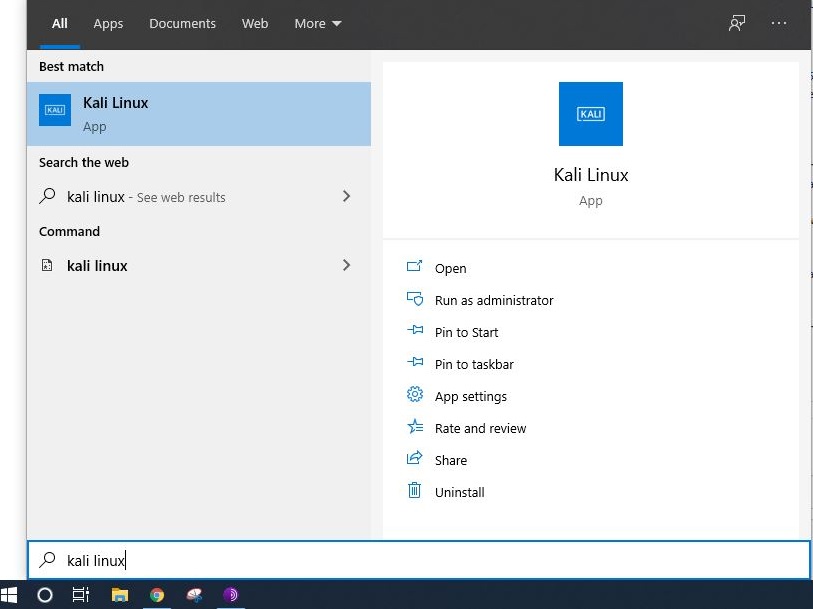 All Apps Documents Web More
Best match
KALI
Kali Linux
App
Search the web
kali linux - See web results
Command
kali linux
KALI
Kali Linux
App
Open
Run as administrator
Pin to Start
Pin to taskbar
App settings
Rate and review
Share
Uninstall
kali linux